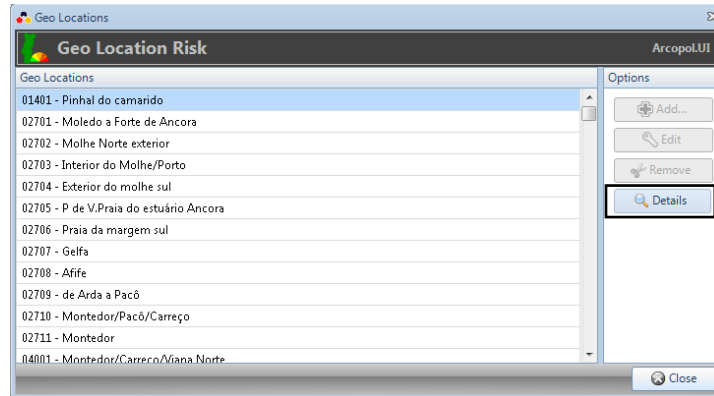 Geo Locations
Geo Location Risk
Arcopol.UI
Geo Locations
Options
01401 - Pinhal do camarido
02701 - Moledo a Forte de Ancora
02702 - Molhe Norte exterior
02703 - Interior do Molhe/Porto
02704 - Exterior do molhe sul
02705 - P de V.Praia do estuário Ancora
02706 - Praia da margem sul
02707 - Gelfa
02708 - Afife
02709 - de Arda a Pacô
02710 - Montedor/Pacô/Carreço
02711 - Montedor
04001 - Montedor/Carreço/Viana Norte
Add...
Edit
Remove
Details
Close